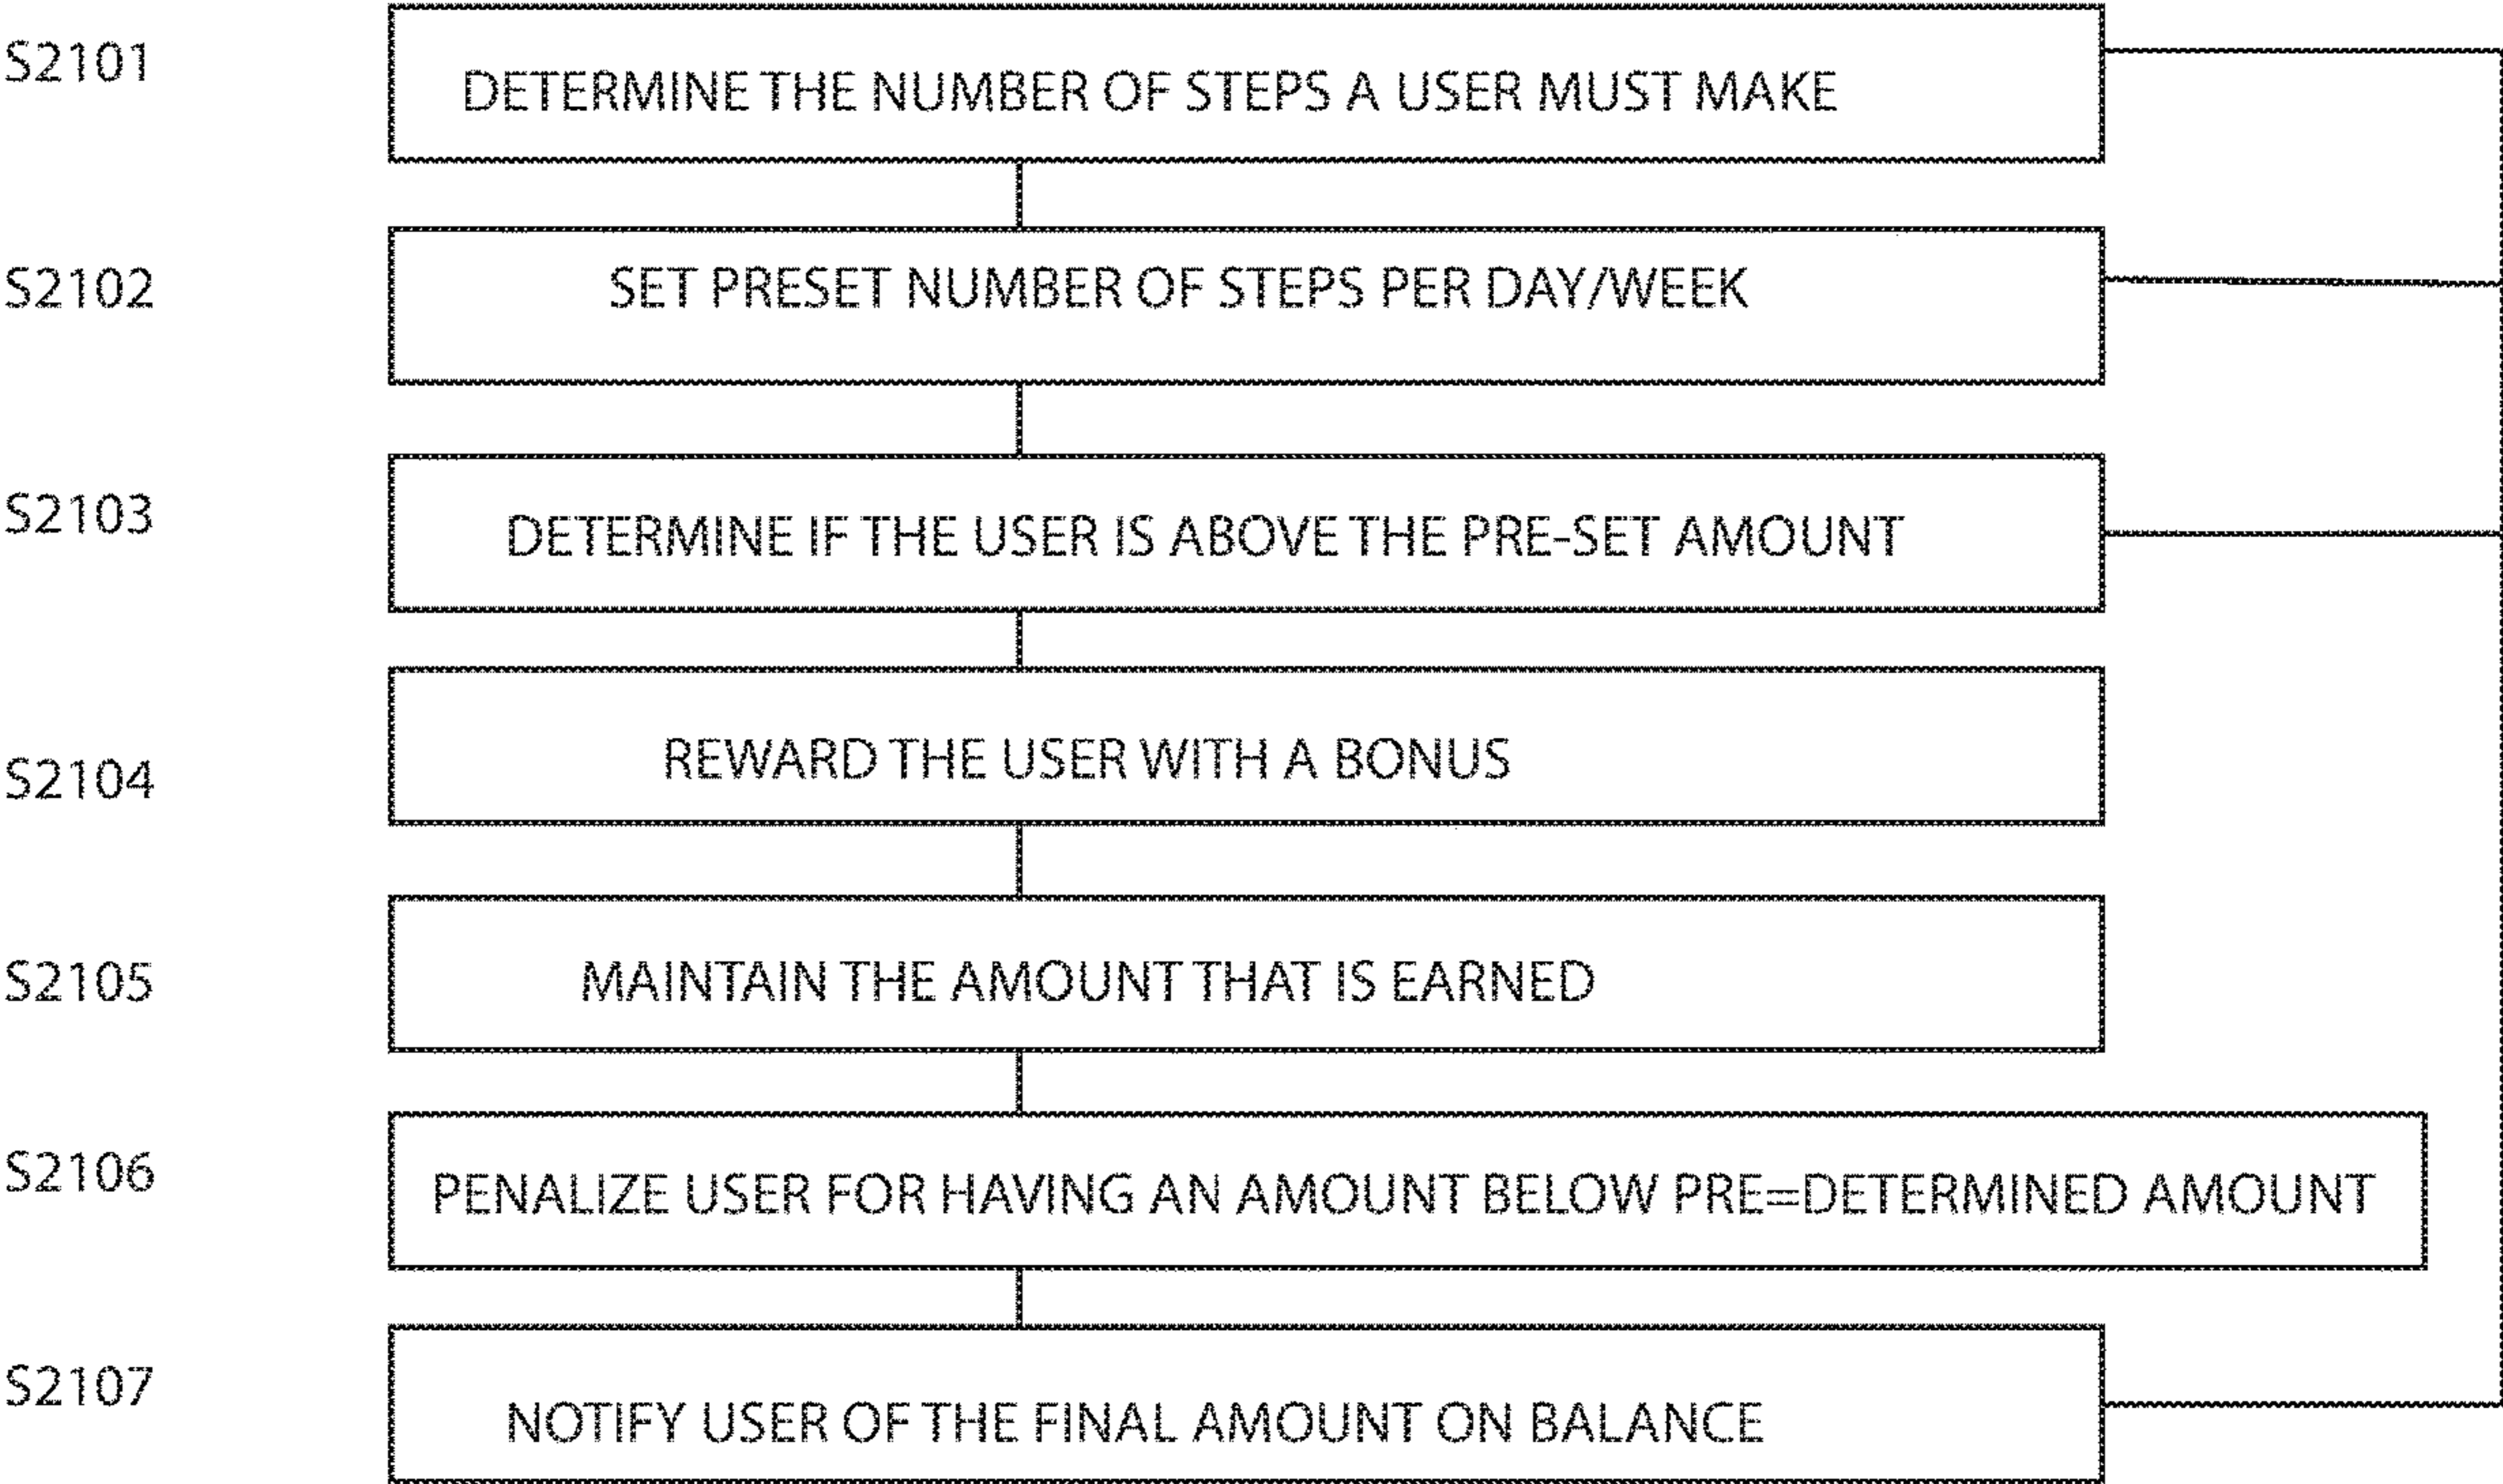 S2101
DETERMINE THE NUMBER OF STEPS A USER MUST MAKE
S2102
SET PRESET NUMBER OF STEPS PER DAY/WEEK
S2103
DETERMINE IF THE USER IS ABOVE THE PRE-SET AMOUNT
S2104
REWARD THE USER WITH A BONUS
S2105
MAINTAIN THE AMOUNT THAT IS EARNED
S2106
PENALIZE USER FOR HAVING AN AMOUNT BELOW PRE=DETERMINED AMOUNT
S2107
NOTIFY USER OF THE FINAL AMOUNT ON BALANCE